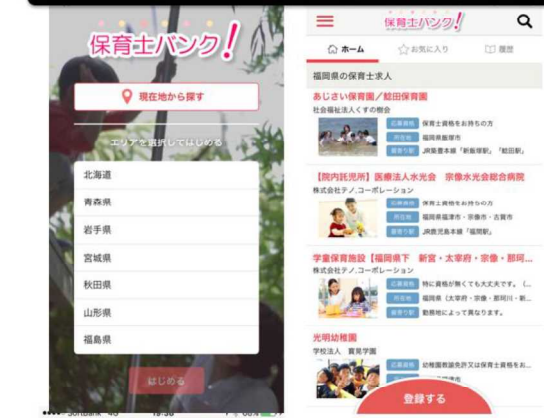 保育士バンク!
現在地から探す
エリアを選択してはじめる
北海道
青森県
岩手県
宮城県
秋田県
山形県
福島県
はじめる
SoftBank 4G 19:58 66%
保育士バンク!
ホーム
お気に入り
履歴
福岡県の保育士求人
あじさい保育園／鯰田保育園
社会福祉法人くすの樹会
応募資格 保育士資格をお持ちの方
所在地 福岡県飯塚市
最寄り駅 JR筑豊本線「新飯塚駅」「鯰田駅」
【院内託児所】医療法人光会 宗像水光会総合病院
株式会社テノ.コーポレーション
応募資格 保育士資格をお持ちの方
所在地 福岡県福津市・宗像市・古賀市
最寄り駅 JR鹿児島本線「福間駅」
学童保育施設【福岡県下 新宮・太宰府・宗像・那珂...
株式会社テノ.コーポレーション
応募資格 特に資格が無くても大丈夫です。（...
所在地 福岡県（太宰府・宗像・那珂川・新...
最寄り駅 勤務地によって異なります。
光明幼稚園
学校法人 寶見学園
応募資格 幼稚園教諭免許又は保育士資格をお...
登録する